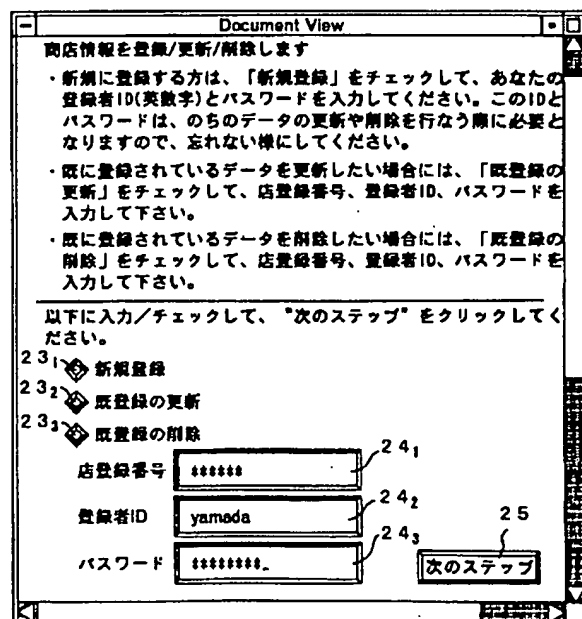 Document View
商店情報を登録/更新/削除します
・新規に登録する方は、「新規登録」をチェックして、あなたの
登録者ID(英数字)とパスワードを入力してください。このIDと
パスワードは、のちのデータの更新や削除を行なう際に必要と
なりますので、忘れない様にしてください。
・既に登録されているデータを更新したい場合には、「既登録の
更新」をチェックして、店登録番号、登録者ID、パスワードを
入力して下さい。
・既に登録されているデータを削除したい場合には、「既登録の
削除」をチェックして、店登録番号、登録者ID、パスワードを
入力して下さい。
以下に入力／チェックして、"次のステップ"をクリックしてく
ださい。
23₁ 新規登録
23₂ 既登録の更新
23₃ 既登録の削除
店登録番号 ****** 24₁
登録者ID yamada 24₂
パスワード ********_ 24₃
25
次のステップ